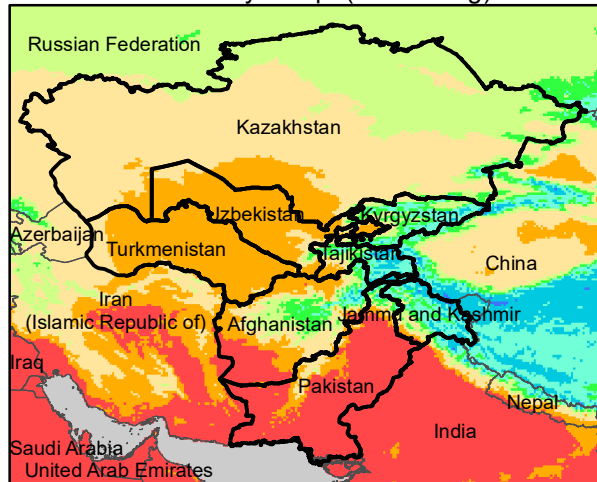 Russian Federation
Kazakhstan
Uzbekistan
Kyrgyzstan
Azerbaijan
Turkmenistan
Tajikistan
China
Iran
(Islamic Republic of)
Afghanistan
Jammu and Kashmir
Iraq
Pakistan
Nepal
India
Saudi Arabia
United Arab Emirates